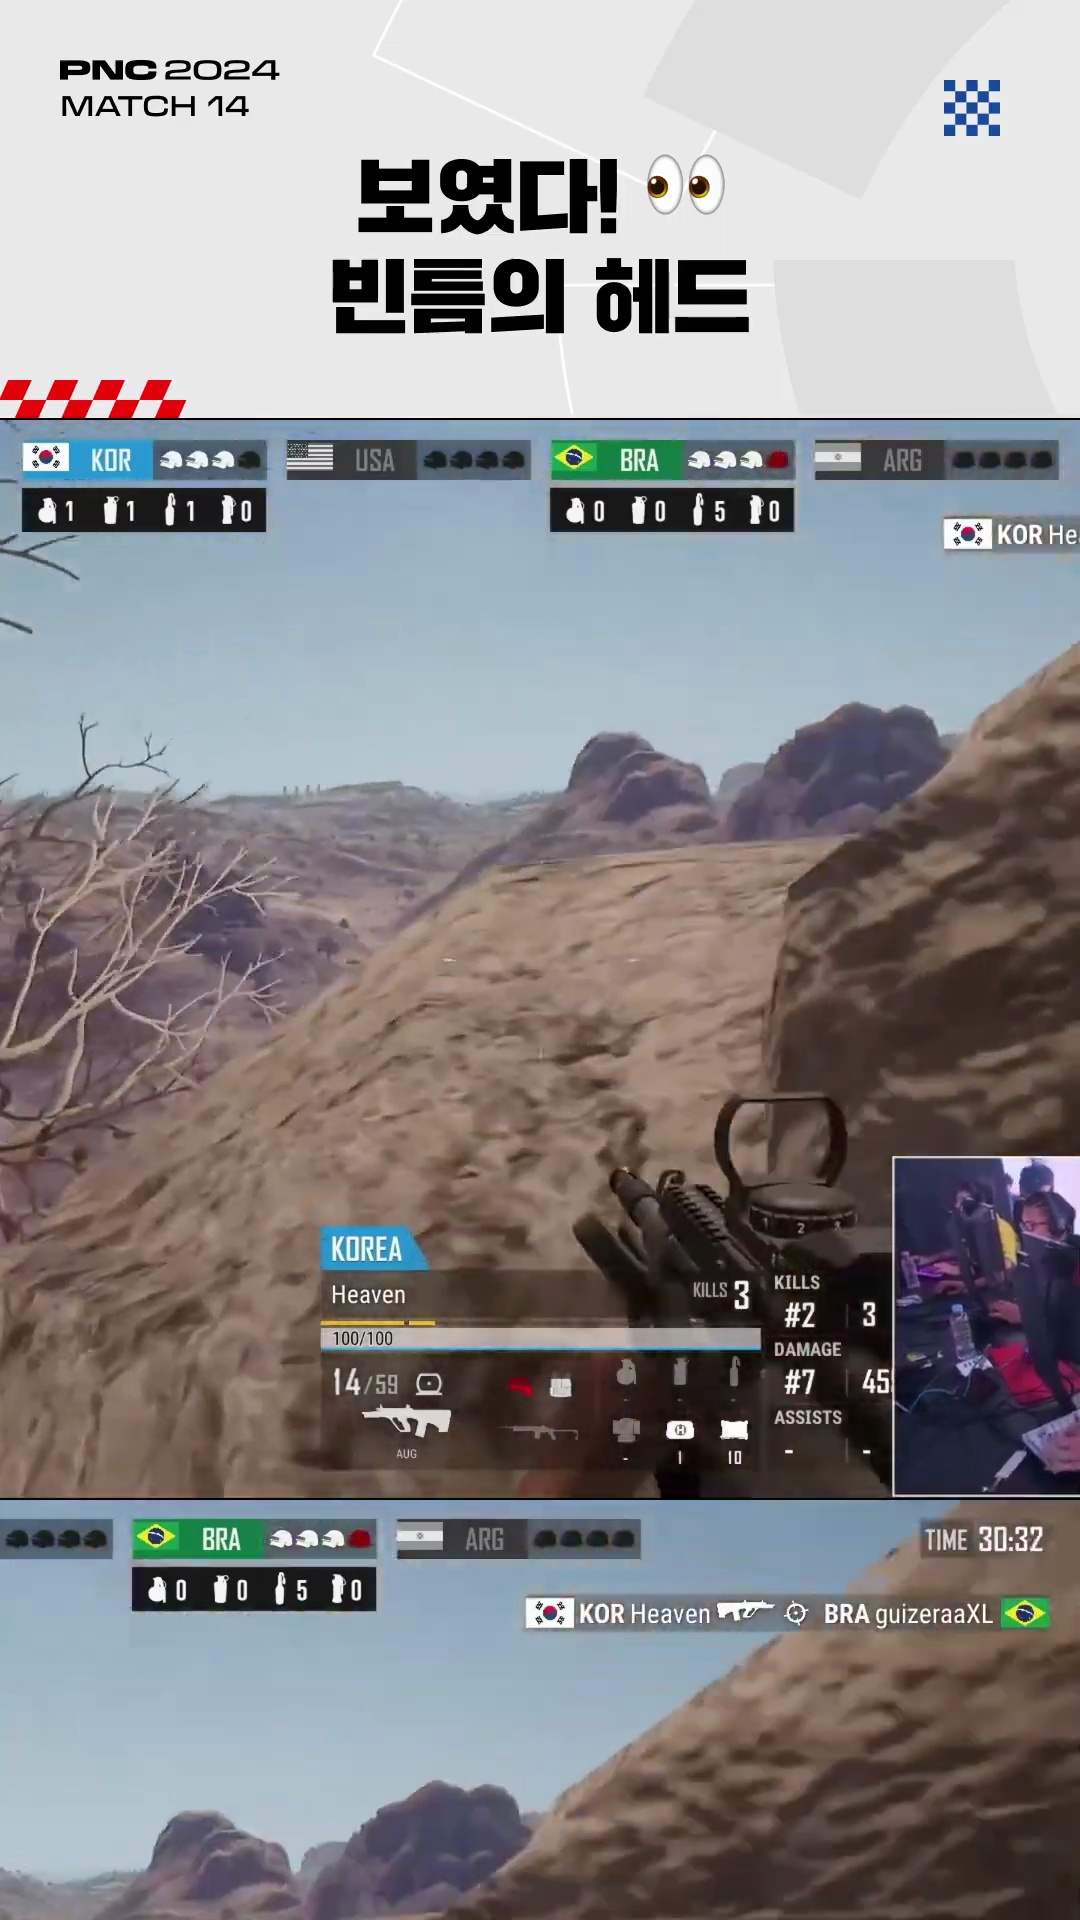 PNC 2024
MATCH 14
보였다! 👀
빈틈의 헤드
KOR
USA
BRA
ARG
1 1 1 0
0 0 5 0
KOR
KOREA
Heaven
KILLS 3
100/100
14/59
AUG
1
10
KILLS
#2 3
DAMAGE
#7
ASSISTS
- -
2
BRA
ARG
TIME 30:32
0 0 5 0
KOR Heaven BRA guizeraaXL